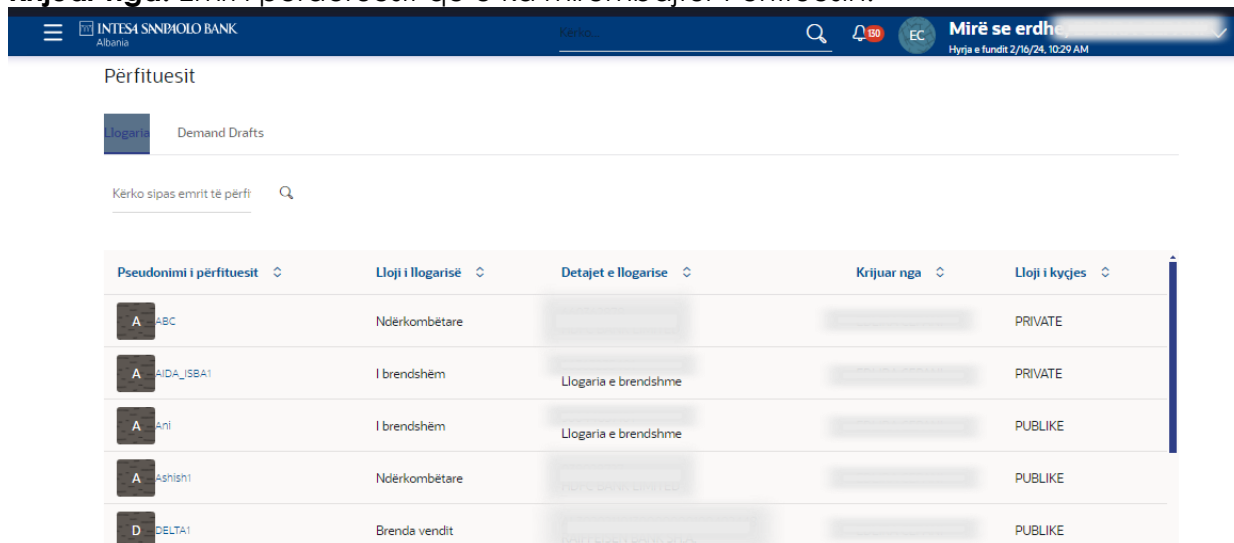 INTESA SANPAOLO BANK
Albania
Kërko...
130
EC
Mirë se erdhe,
Hyrja e fundit 2/16/24, 10:29 AM
Përfituesit
Llogaria Demand Drafts
Kërko sipas emrit të përfi
Pseudonimi i përfituesit Lloji i llogarisë Detajet e llogarise Krijuar nga Lloji i kyçjes
A ABC Ndërkombëtare PRIVATE
A AIDA_ISBA1 I brendshëm Llogaria e brendshme PRIVATE
A Ani I brendshëm Llogaria e brendshme PUBLIKE
A Ashish1 Ndërkombëtare PUBLIKE
D DELTA1 Brenda vendit PUBLIKE